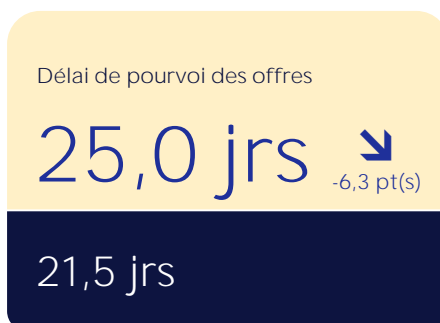 Délai de pourvoi des offres
25,0 jrs
-6,3 pt(s)
21,5 jrs